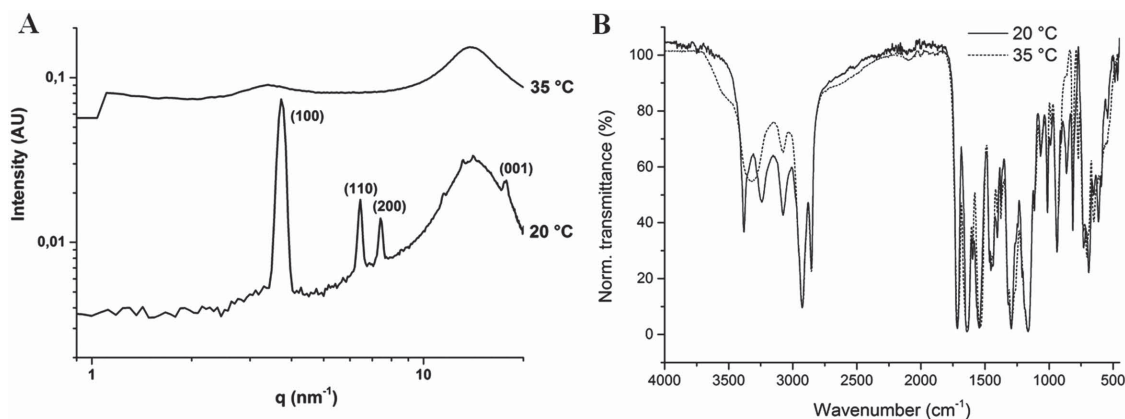 A
0,1
0,01
Intensity (AU)
35 °C
20 °C
(100)
(110)
(200)
(001)
1
10
q (nm⁻¹)
B
20 °C
35 °C
100
80
60
40
20
0
Norm. transmittance (%)
4000 3500 3000 2500 2000 1500 1000 500
Wavenumber (cm⁻¹)